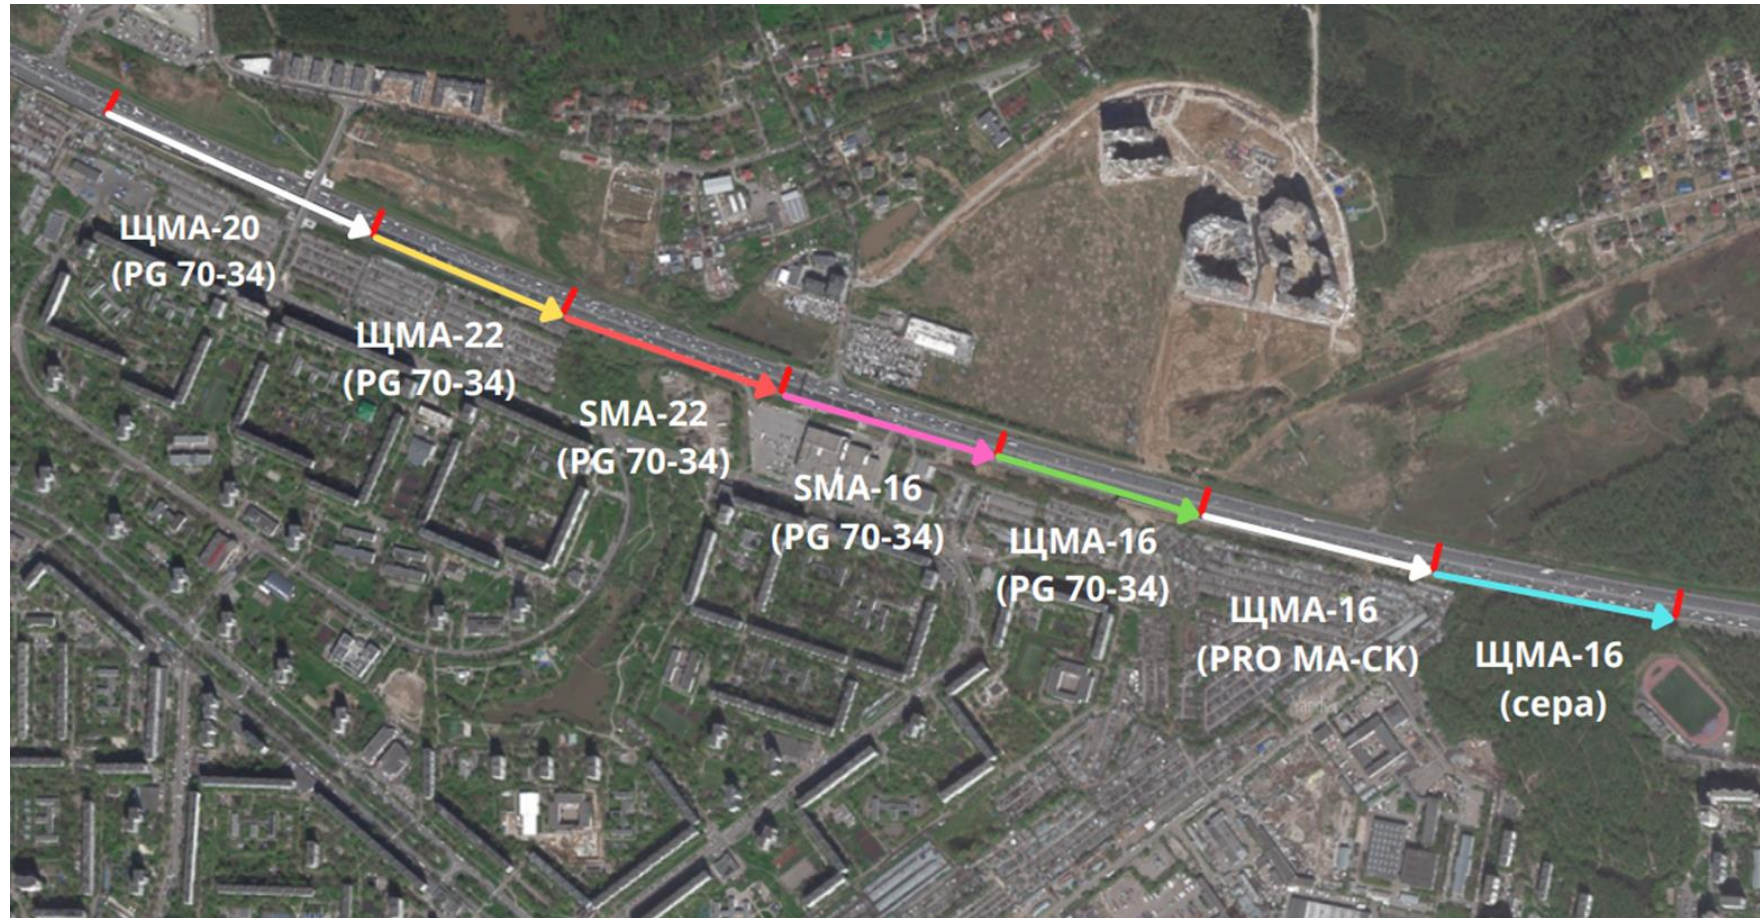 ЩМА-20
(PG 70-34)
ЩМА-22
(PG 70-34)
SMA-22
(PG 70-34)
SMA-16
(PG 70-34)
ЩМА-16
(PG 70-34)
ЩМА-16
(PRO MA-СК)
ЩМА-16
(сера)